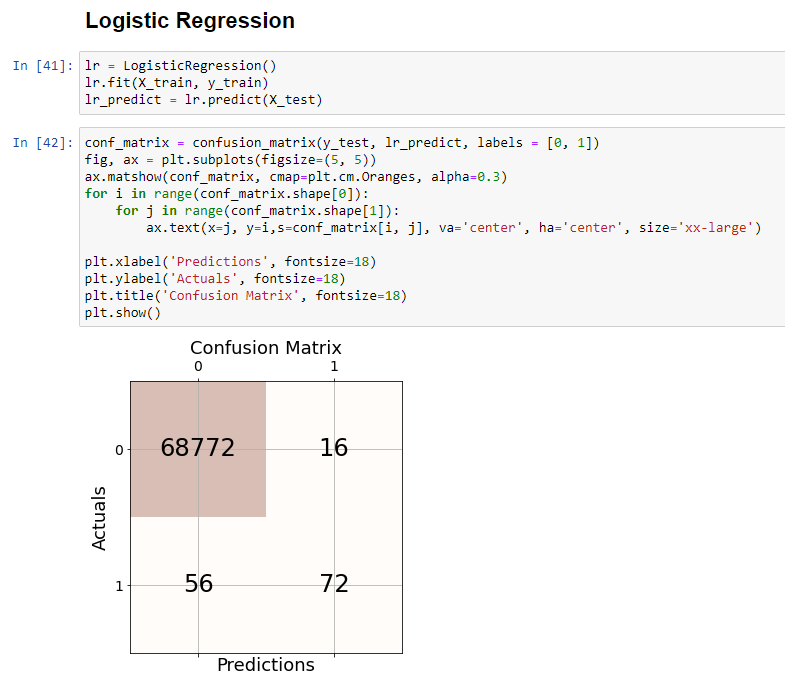 Logistic Regression
In [41]: lr = LogisticRegression()
lr.fit(X_train, y_train)
lr_predict = lr.predict(X_test)
In [42]: conf_matrix = confusion_matrix(y_test, lr_predict, labels = [0, 1])
fig, ax = plt.subplots(figsize=(5, 5))
ax.matshow(conf_matrix, cmap=plt.cm.Oranges, alpha=0.3)
for i in range(conf_matrix.shape[0]):
    for j in range(conf_matrix.shape[1]):
        ax.text(x=j, y=i,s=conf_matrix[i, j], va='center', ha='center', size='xx-large')
plt.xlabel('Predictions', fontsize=18)
plt.ylabel('Actuals', fontsize=18)
plt.title('Confusion Matrix', fontsize=18)
plt.show()
Confusion Matrix
0 1
0 68772 16
Actuals
1 56 72
Predictions